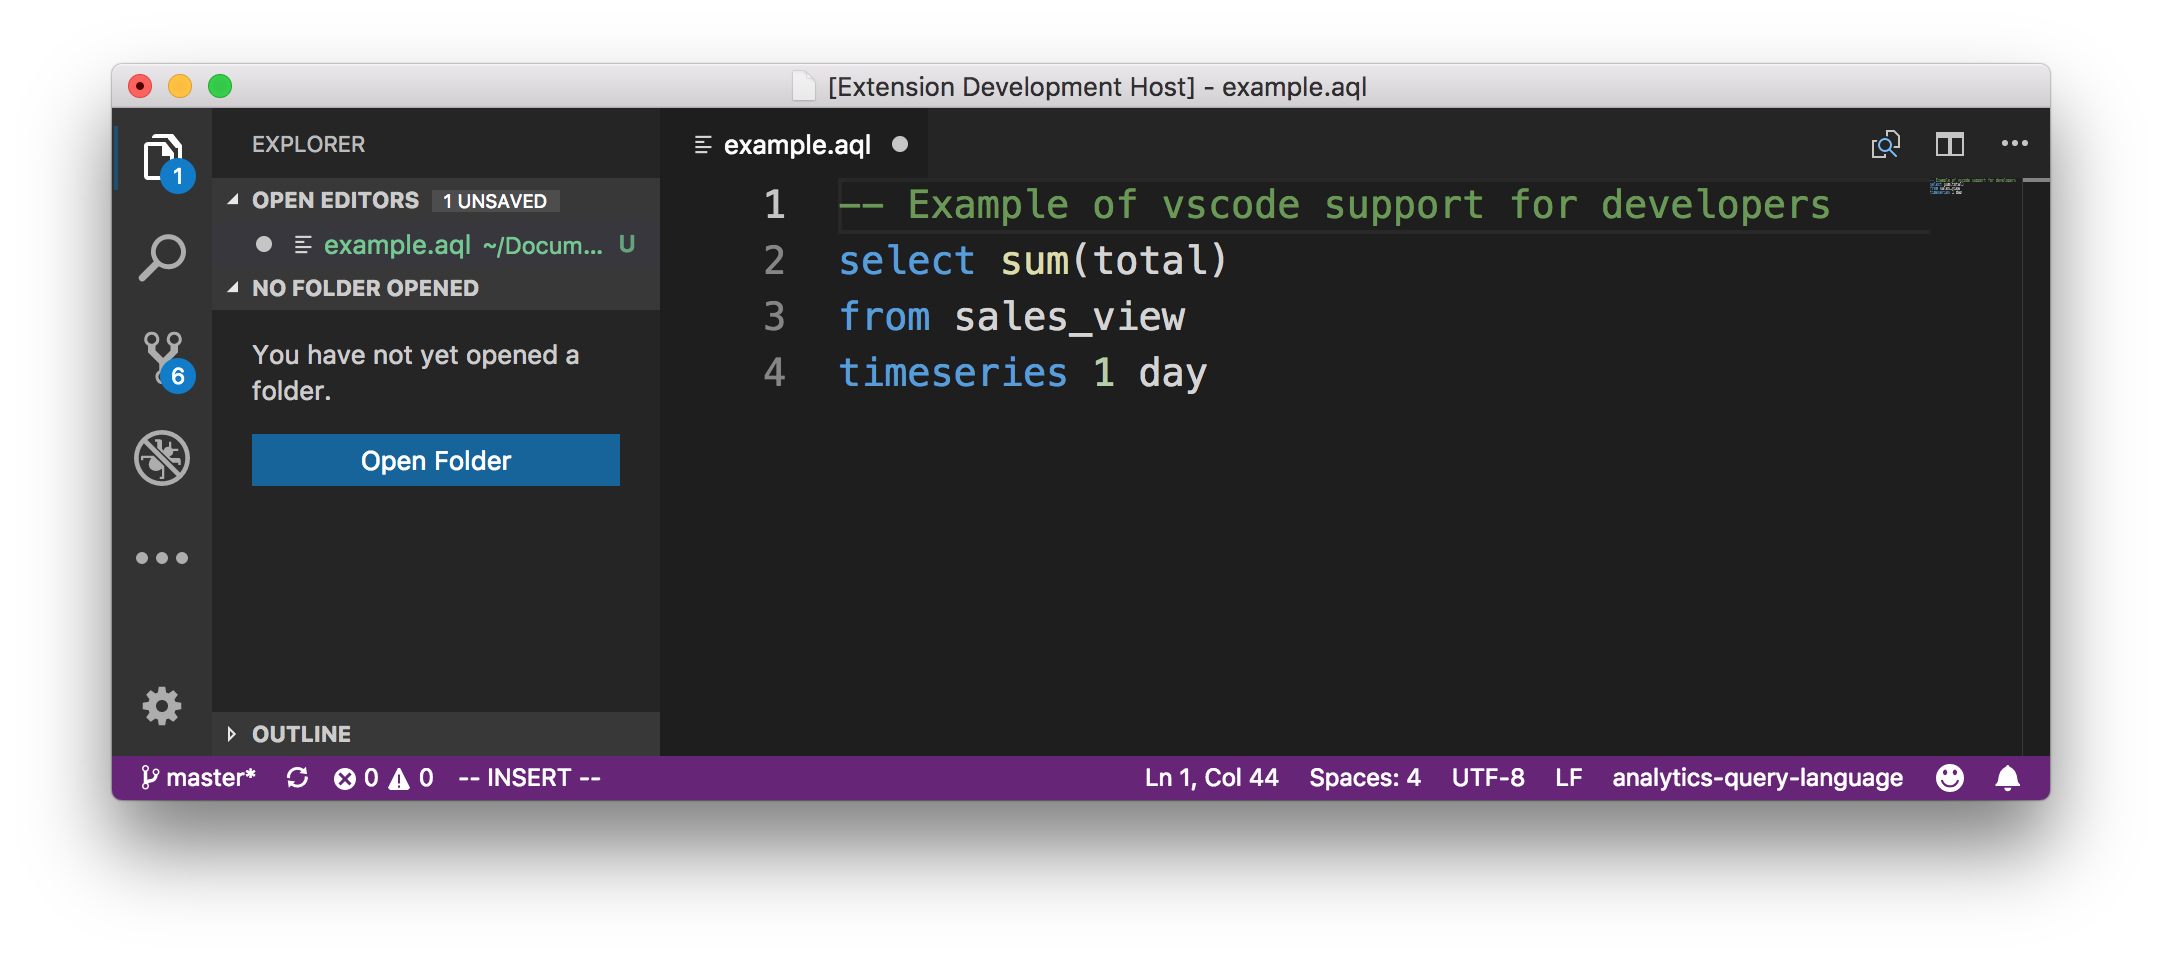 [Extension Development Host] - example.aql
1
6
EXPLORER
OPEN EDITORS 1 UNSAVED
example.aql ~/Docum... U
NO FOLDER OPENED
You have not yet opened a
folder.
Open Folder
OUTLINE
example.aql
1 -- Example of vscode support for developers
2 select sum(total)
3 from sales_view
4 timeseries 1 day
master* 0 0 -- INSERT -- Ln 1, Col 44 Spaces: 4 UTF-8 LF analytics-query-language